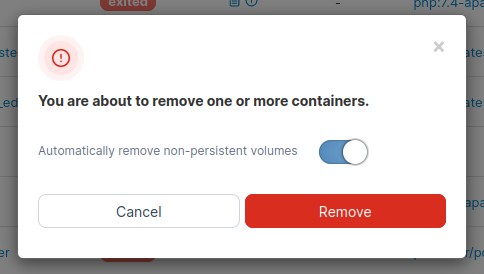 exited
-
php:7.4-apa
You are about to remove one or more containers.
Automatically remove non-persistent volumes
Cancel
Remove